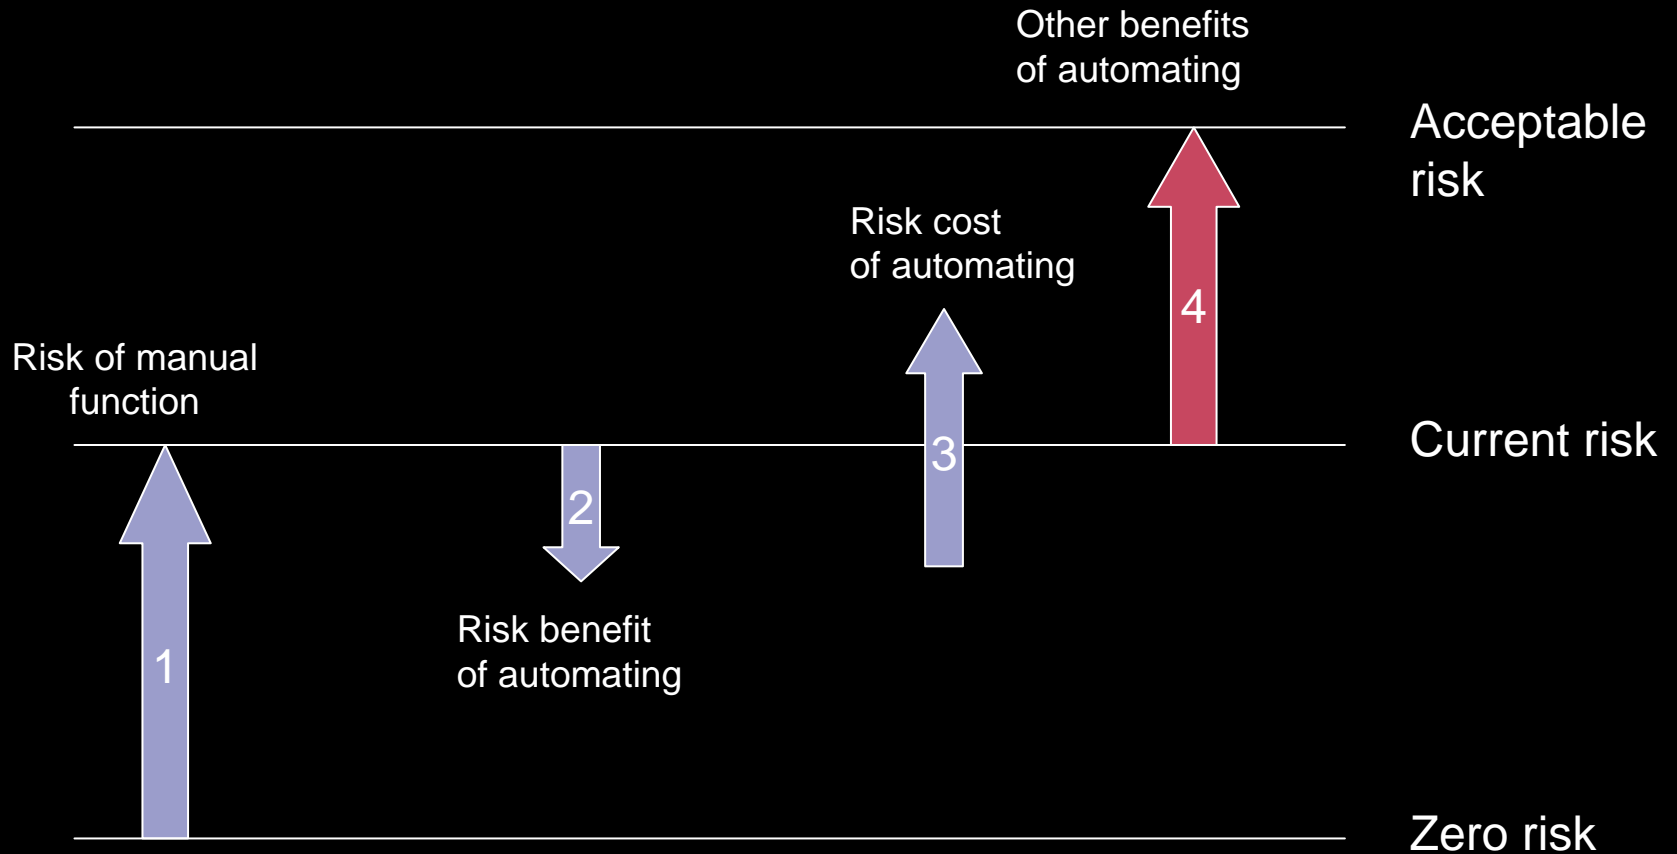 Other benefits
of automating
Acceptable
risk
Risk cost
of automating
4
Risk of manual
function
Current risk
3
2
Risk benefit
of automating
1
Zero risk